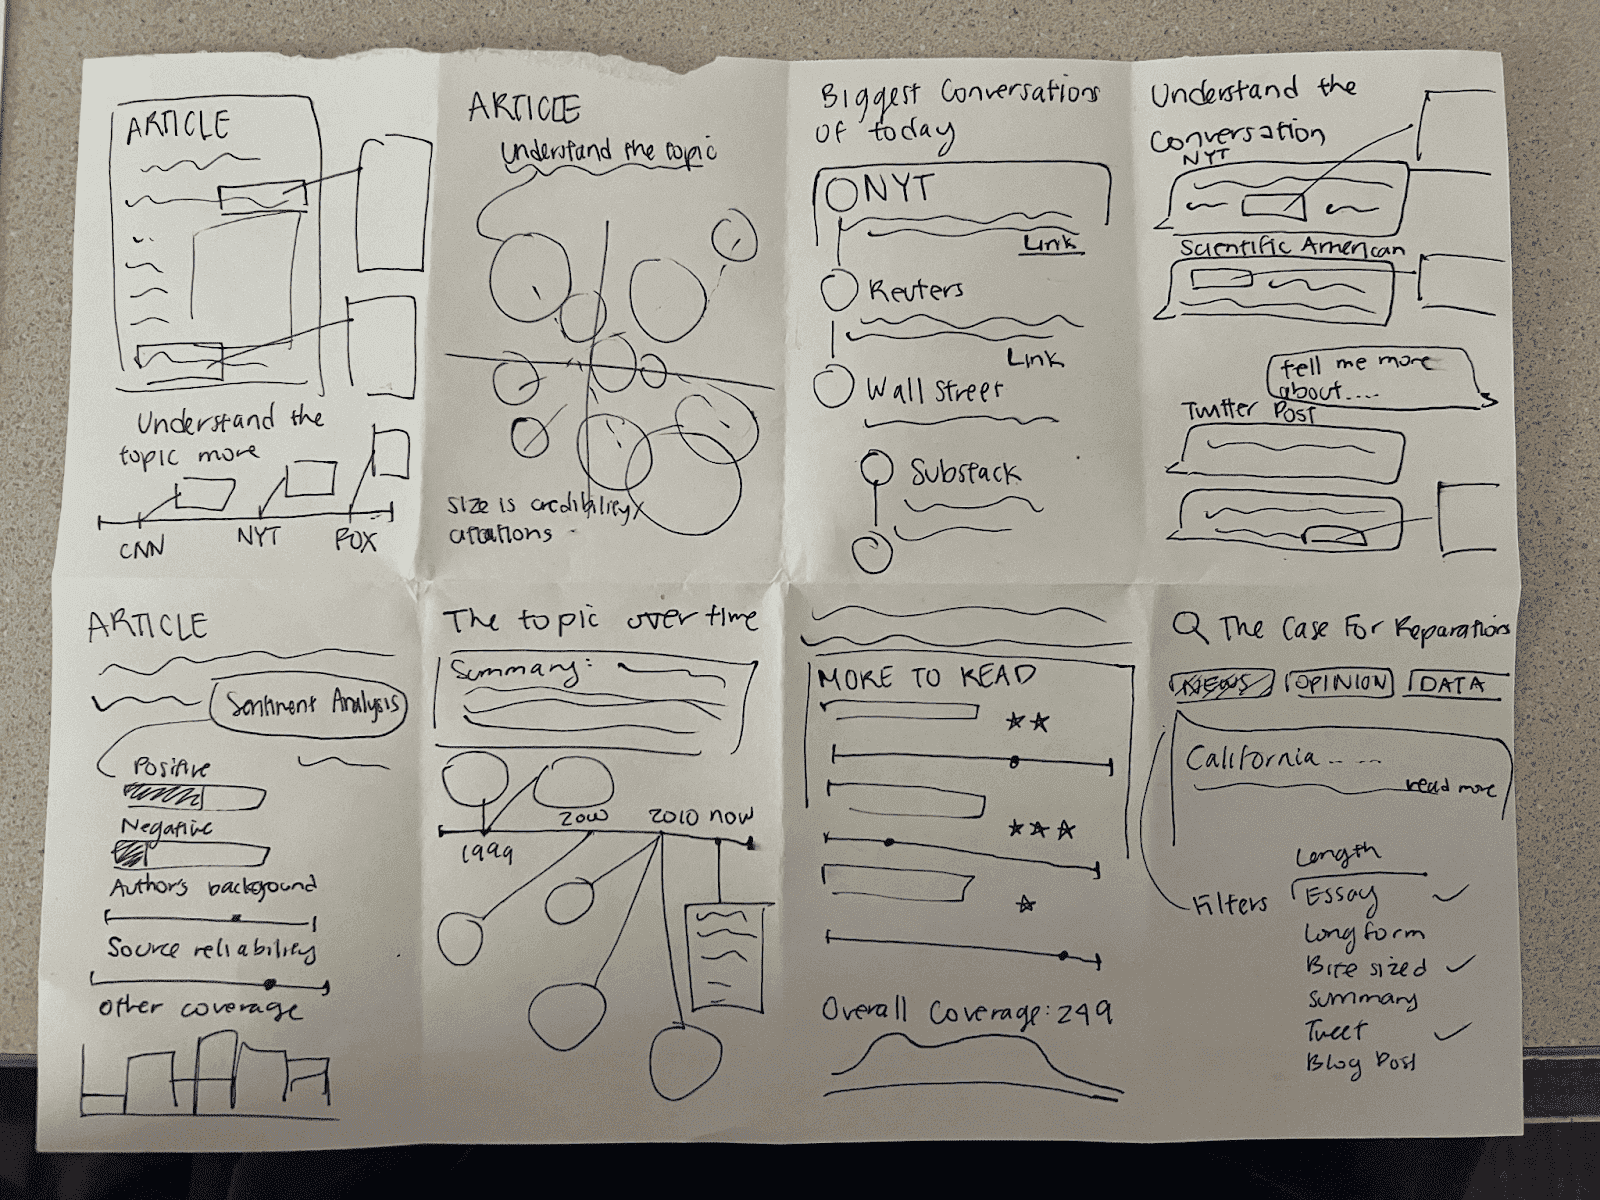 ARTICLE
Understand the
topic more
CNN
NYT
FOX
ARTICLE
Understand the topic
size is credibility/
citations
Biggest Conversations
of today
NYT
Link
Reuters
Link
Wall Street
Substack
Understand the
Conversation
NYT
Scientific American
tell me more
about....
Twitter Post
ARTICLE
Sentiment Analysis
Positive
Negative
Author's background
Source reliability
Other coverage
The topic over time
Summary:
1999
2000
2010
now
MORE TO READ
Overall Coverage: 249
The Case For Reparations
NEWS
OPINION
DATA
California -- --
read more
Filters
Length
Essay
Longform
Bite sized
Summary
Tweet
Blog Post